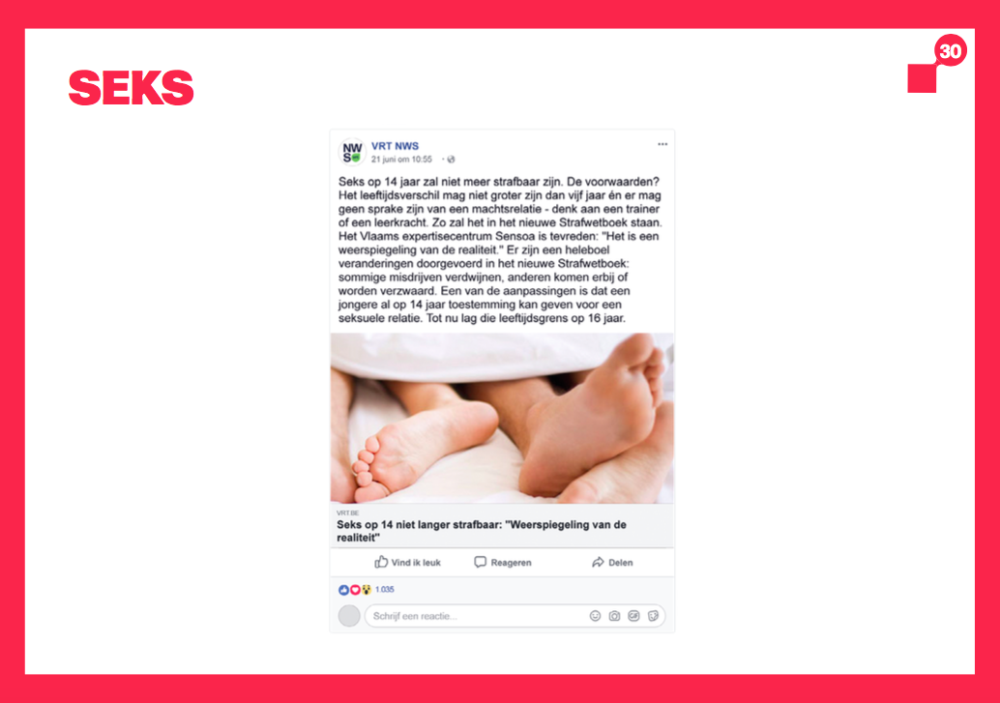 30
SEKS
NWS
VRT NWS
21 juni om 10:55
Seks op 14 jaar zal niet meer strafbaar zijn. De voorwaarden?
Het leeftijdsverschil mag niet groter zijn dan vijf jaar én er mag
geen sprake zijn van een machtsrelatie - denk aan een trainer
of een leerkracht. Zo zal het in het nieuwe Strafwetboek staan.
Het Vlaams expertisecentrum Sensoa is tevreden: "Het is een
weerspiegeling van de realiteit." Er zijn een heleboel
veranderingen doorgevoerd in het nieuwe Strafwetboek:
sommige misdrijven verdwijnen, anderen komen erbij of
worden verzwaard. Een van de aanpassingen is dat een
jongere al op 14 jaar toestemming kan geven voor een
seksuele relatie. Tot nu lag die leeftijdsgrens op 16 jaar.
VRT.BE
Seks op 14 niet langer strafbaar: "Weerspiegeling van de
realiteit"
Vind ik leuk Reageren Delen
1.035
Schrijf een reactie...
GIF